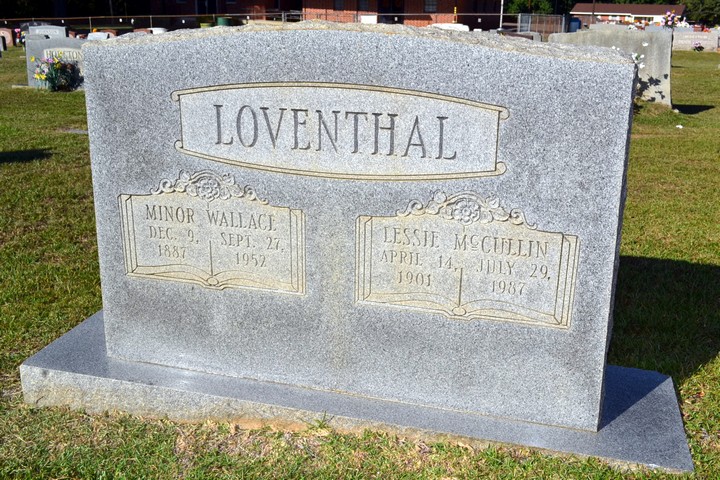 LOVENTHAL
MINOR WALLACE
DEC. 9, SEPT. 27,
1887 1952
LESSIE McCULLIN
APRIL 14, JULY 29,
1901 1987